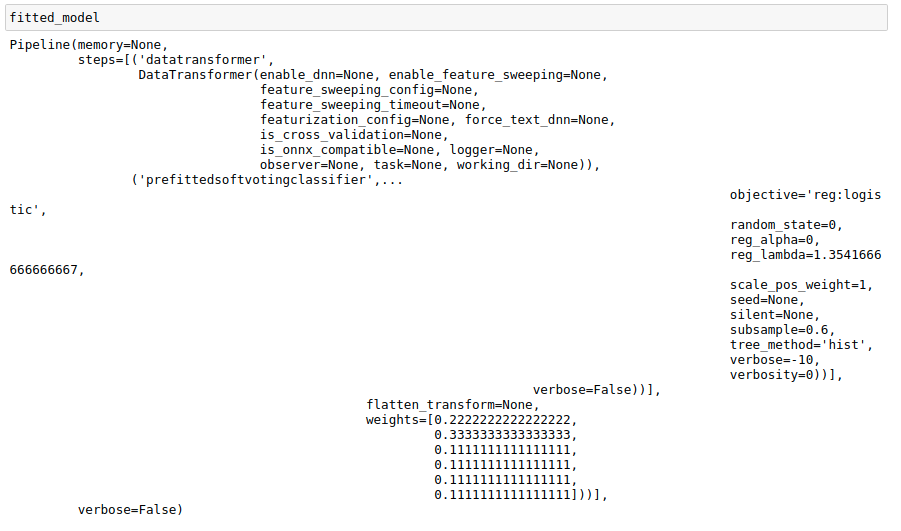 fitted_model
Pipeline(memory=None,
         steps=[('datatransformer',
                 DataTransformer(enable_dnn=None, enable_feature_sweeping=None,
                                 feature_sweeping_config=None,
                                 feature_sweeping_timeout=None,
                                 featurization_config=None, force_text_dnn=None,
                                 is_cross_validation=None,
                                 is_onnx_compatible=None, logger=None,
                                 observer=None, task=None, working_dir=None)),
                ('prefittedsoftvotingclassifier',...
                                                                                               objective='reg:logis
tic',
                                                                                               random_state=0,
                                                                                               reg_alpha=0,
                                                                                               reg_lambda=1.3541666
666666667,
                                                                                               scale_pos_weight=1,
                                                                                               seed=None,
                                                                                               silent=None,
                                                                                               subsample=0.6,
                                                                                               tree_method='hist',
                                                                                               verbose=-10,
                                                                                               verbosity=0))],
                                                                     verbose=False))],
                                               flatten_transform=None,
                                               weights=[0.2222222222222222,
                                                        0.3333333333333333,
                                                        0.1111111111111111,
                                                        0.1111111111111111,
                                                        0.1111111111111111,
                                                        0.1111111111111111]))],
         verbose=False)